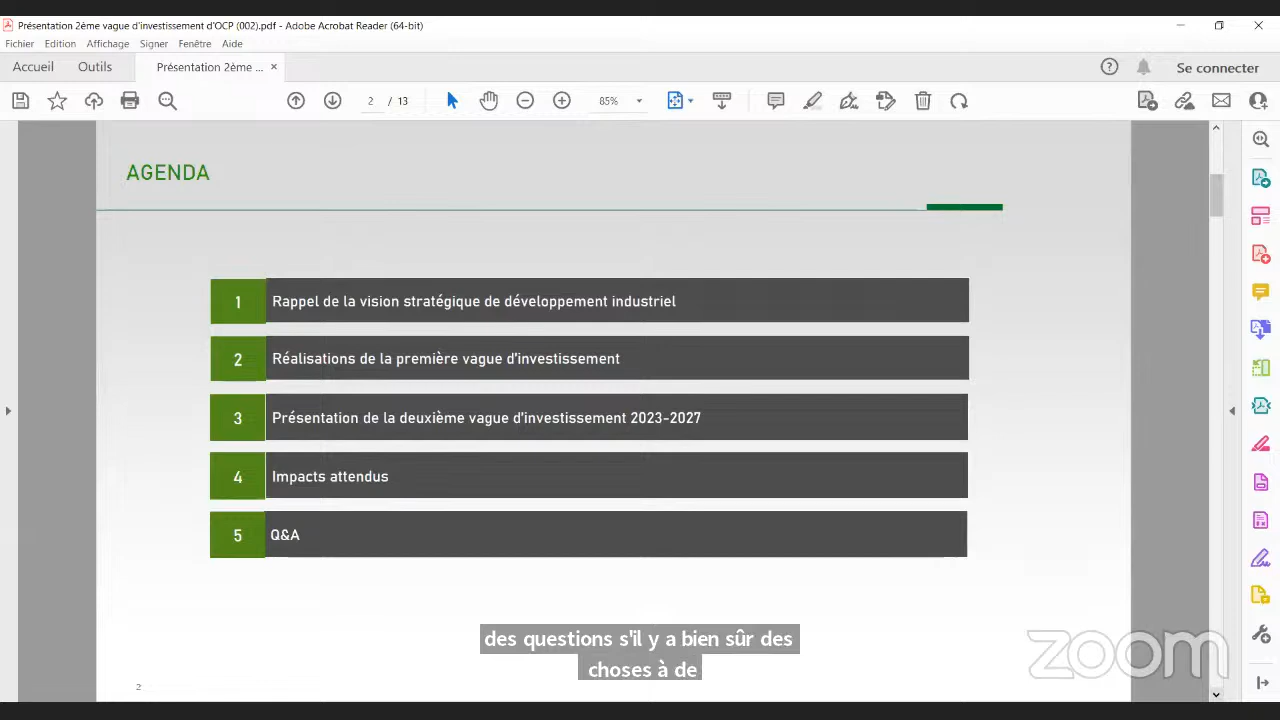 Présentation 2ème vague d'investissement d'OCP (002).pdf - Adobe Acrobat Reader (64-bit)
Fichier Edition Affichage Signer Fenêtre Aide
Accueil Outils Présentation 2ème ... × Se connecter
2 / 13 85%
AGENDA
1 Rappel de la vision stratégique de développement industriel
2 Réalisations de la première vague d'investissement
3 Présentation de la deuxième vague d'investissement 2023-2027
4 Impacts attendus
5 Q&A
des questions s'il y a bien sûr des
choses à de
zoom
2